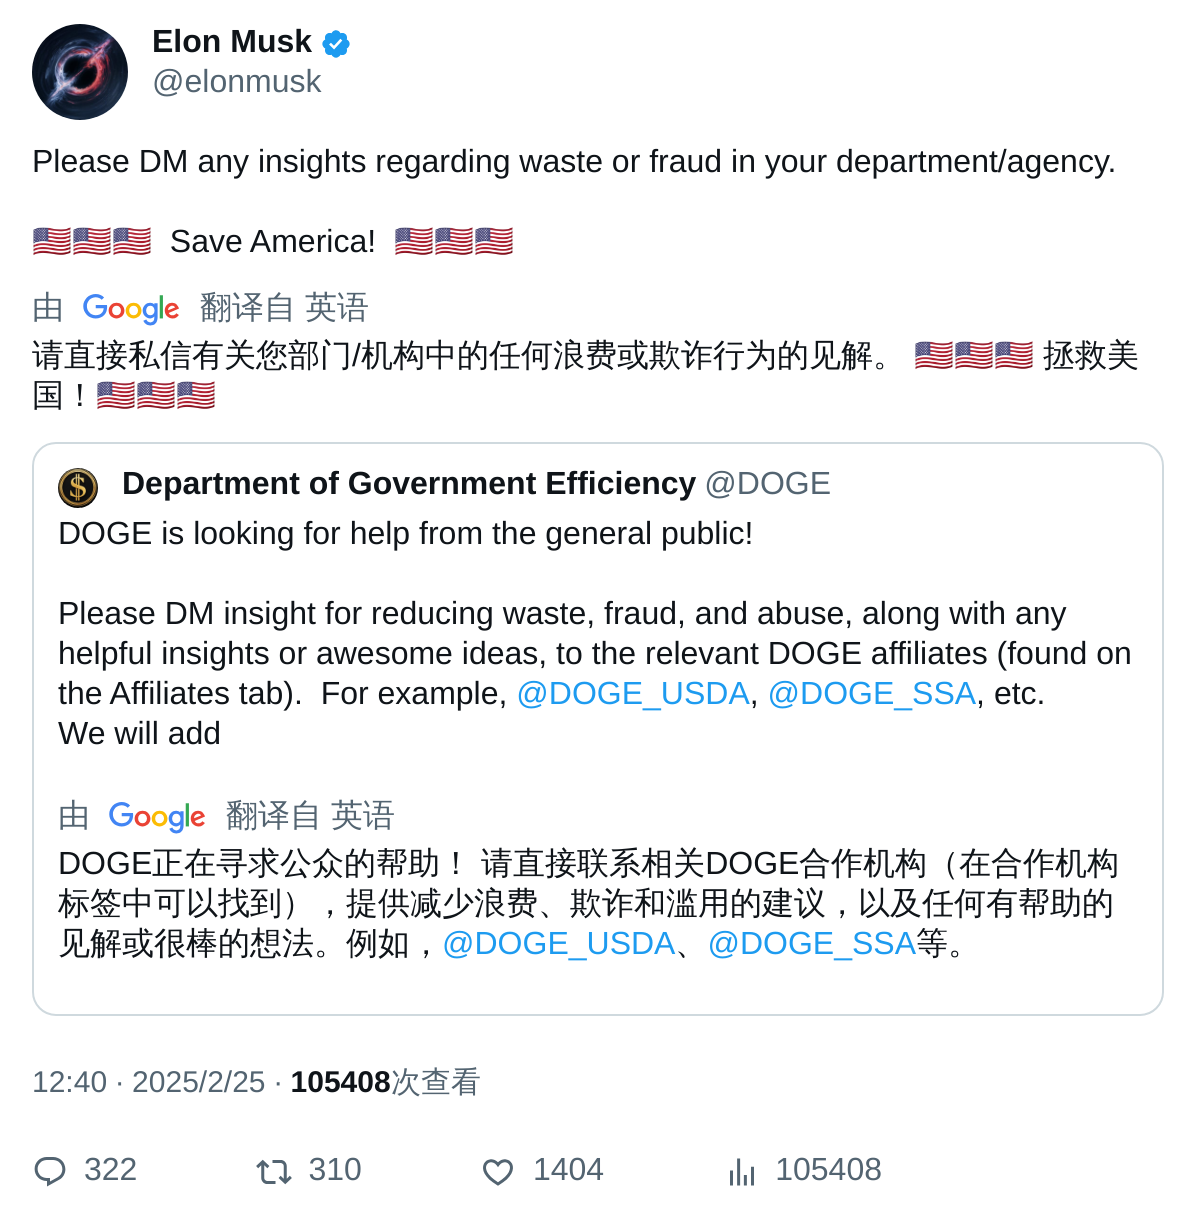 Elon Musk
@elonmusk
Please DM any insights regarding waste or fraud in your department/agency.
🇺🇸🇺🇸🇺🇸 Save America! 🇺🇸🇺🇸🇺🇸
由 Google 翻译自 英语
请直接私信有关您部门/机构中的任何浪费或欺诈行为的见解。 🇺🇸🇺🇸🇺🇸 拯救美
国！🇺🇸🇺🇸🇺🇸
Department of Government Efficiency @DOGE
DOGE is looking for help from the general public!
Please DM insight for reducing waste, fraud, and abuse, along with any
helpful insights or awesome ideas, to the relevant DOGE affiliates (found on
the Affiliates tab). For example, @DOGE_USDA, @DOGE_SSA, etc.
We will add
由 Google 翻译自 英语
DOGE正在寻求公众的帮助！ 请直接联系相关DOGE合作机构（在合作机构
标签中可以找到），提供减少浪费、欺诈和滥用的建议，以及任何有帮助的
见解或很棒的想法。例如，@DOGE_USDA、@DOGE_SSA等。
12:40 · 2025/2/25 · 105408次查看
322 310 1404 105408